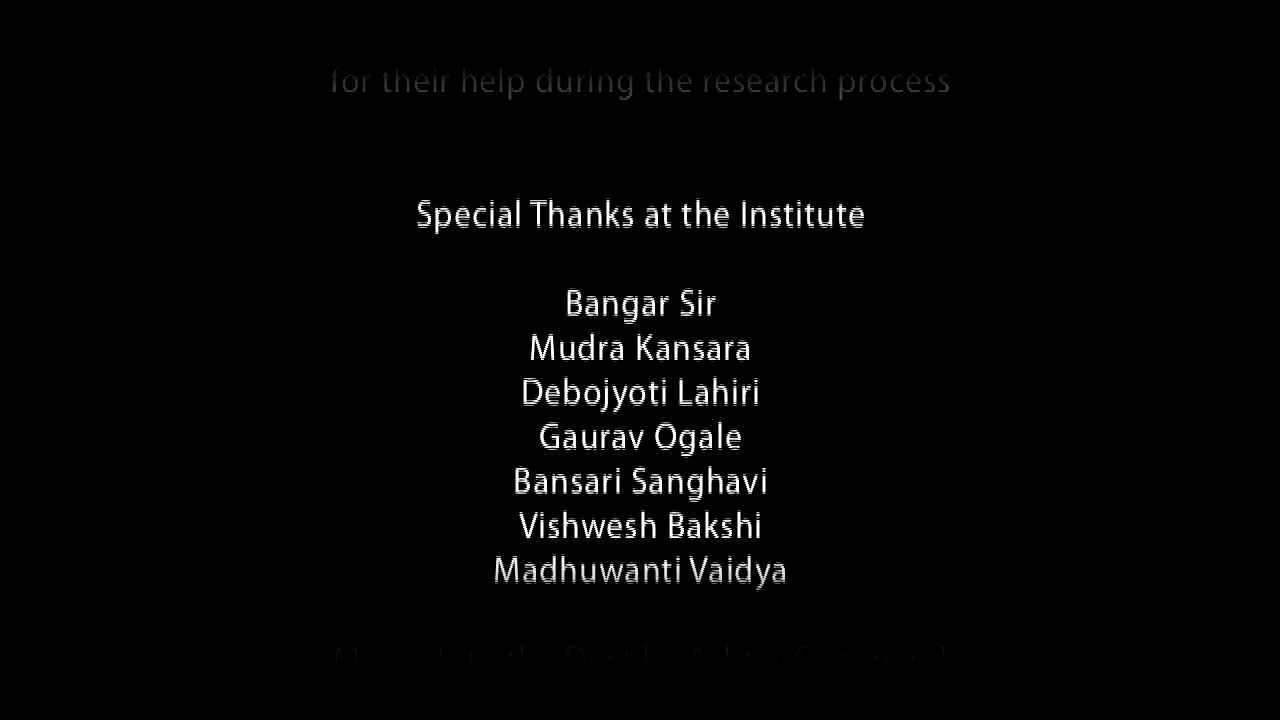 for their help during the research process
Special Thanks at the Institute
Bangar Sir
Mudra Kansara
Debojyoti Lahiri
Gaurav Ogale
Bansari Sanghavi
Vishwesh Bakshi
Madhuwanti Vaidya